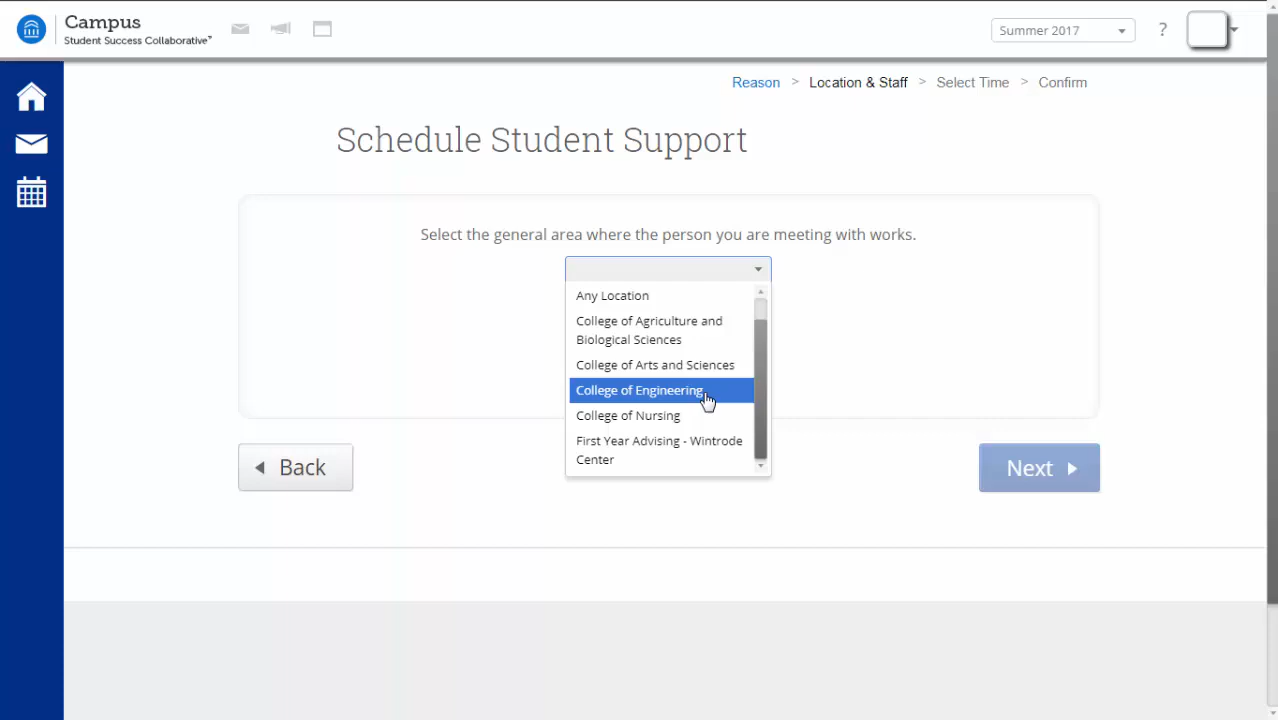 Campus
Student Success Collaborative™
Summer 2017
?
Reason > Location & Staff > Select Time > Confirm
Schedule Student Support
Select the general area where the person you are meeting with works.
Any Location
College of Agriculture and
Biological Sciences
College of Arts and Sciences
College of Engineering
College of Nursing
First Year Advising - Wintrode
Center
Back
Next